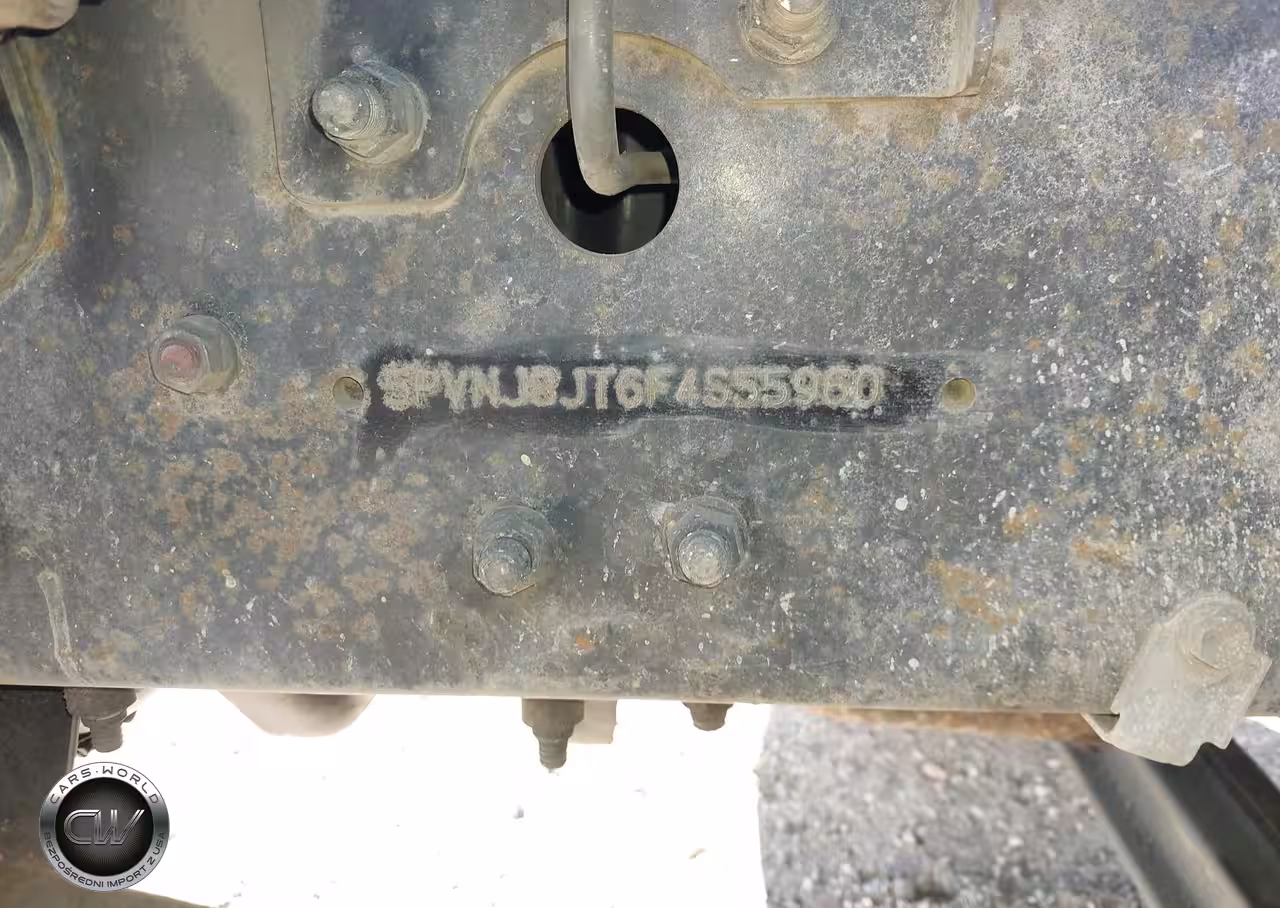 5PVNJ8JT6F4S55960
CARS·WORLD
CW
BEZPOŚREDNI IMPORT Z USA